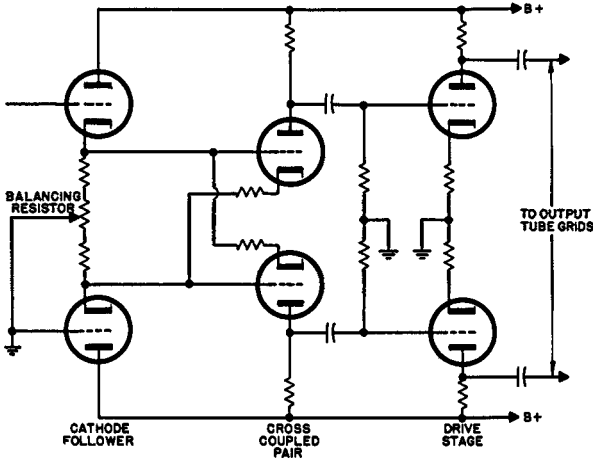 B+
BALANCING
RESISTOR
TO OUTPUT
TUBE GRIDS
B+
CATHODE
FOLLOWER
CROSS
COUPLED
PAIR
DRIVE
STAGE